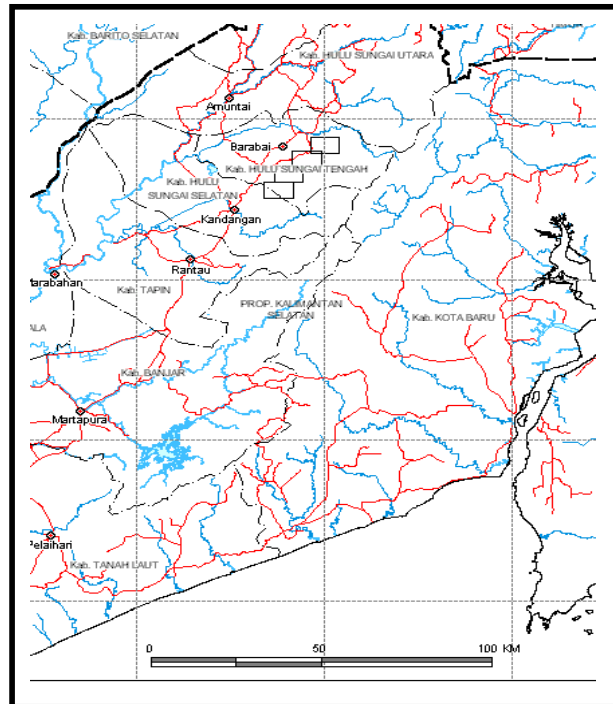 Kab. BARITO SELATAN
Kab. HULU SUNGAI UTARA
Amuntai
Barabai
Kab. HULU SUNGAI TENGAH
Kab. HULU
SUNGAI SELATAN
Kandangan
Rantau
Marabahan
Kab. TAPIN
PROP. KALIMANTAN
SELATAN
Kab. KOTA BARU
ALA
Kab. BANJAR
Martapura
Pelaihari
Kab. TANAH LAUT
0 50 100 KM